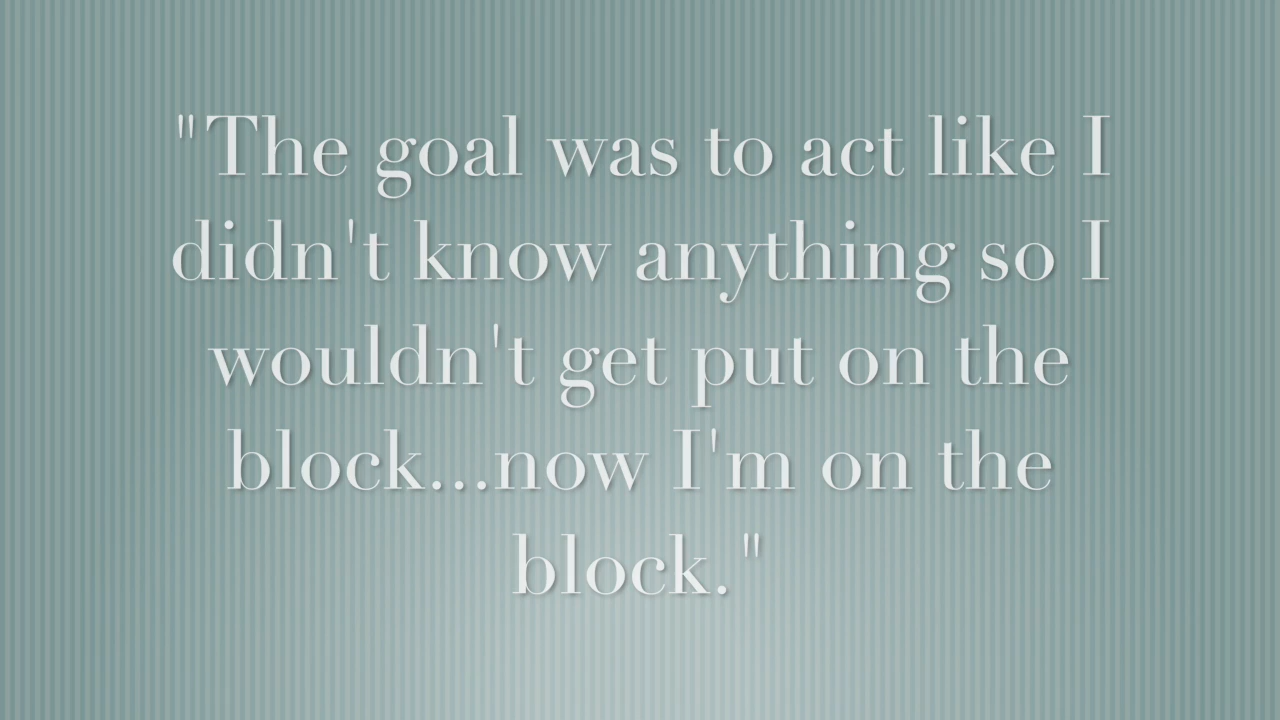 "The goal was to act like I
didn't know anything so I
wouldn't get put on the
block...now I'm on the
block."